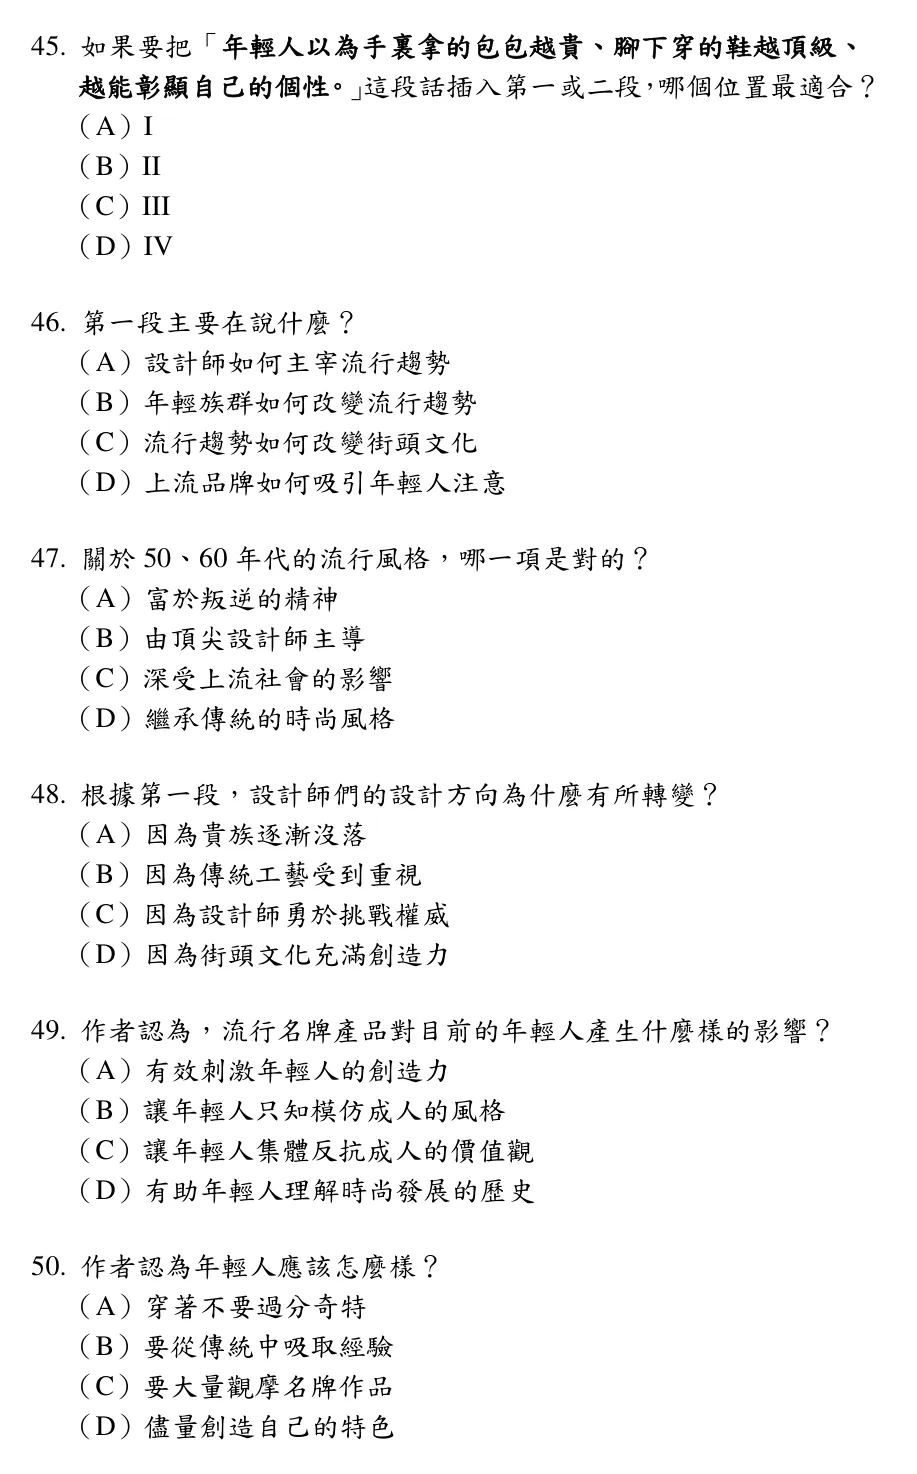 45. 如果要把「年輕人以為手裏拿的包包越貴、腳下穿的鞋越頂級、
越能彰顯自己的個性。」這段話插入第一或二段，哪個位置最適合？
（A）I
（B）II
（C）III
（D）IV
46. 第一段主要在說什麼？
（A）設計師如何主宰流行趨勢
（B）年輕族群如何改變流行趨勢
（C）流行趨勢如何改變街頭文化
（D）上流品牌如何吸引年輕人注意
47. 關於 50、60 年代的流行風格，哪一項是對的？
（A）富於叛逆的精神
（B）由頂尖設計師主導
（C）深受上流社會的影響
（D）繼承傳統的時尚風格
48. 根據第一段，設計師們的設計方向為什麼有所轉變？
（A）因為貴族逐漸沒落
（B）因為傳統工藝受到重視
（C）因為設計師勇於挑戰權威
（D）因為街頭文化充滿創造力
49. 作者認為，流行名牌產品對目前的年輕人產生什麼樣的影響？
（A）有效刺激年輕人的創造力
（B）讓年輕人只知模仿成人的風格
（C）讓年輕人集體反抗成人的價值觀
（D）有助年輕人理解時尚發展的歷史
50. 作者認為年輕人應該怎麼樣？
（A）穿著不要過分奇特
（B）要從傳統中吸取經驗
（C）要大量觀摩名牌作品
（D）儘量創造自己的特色